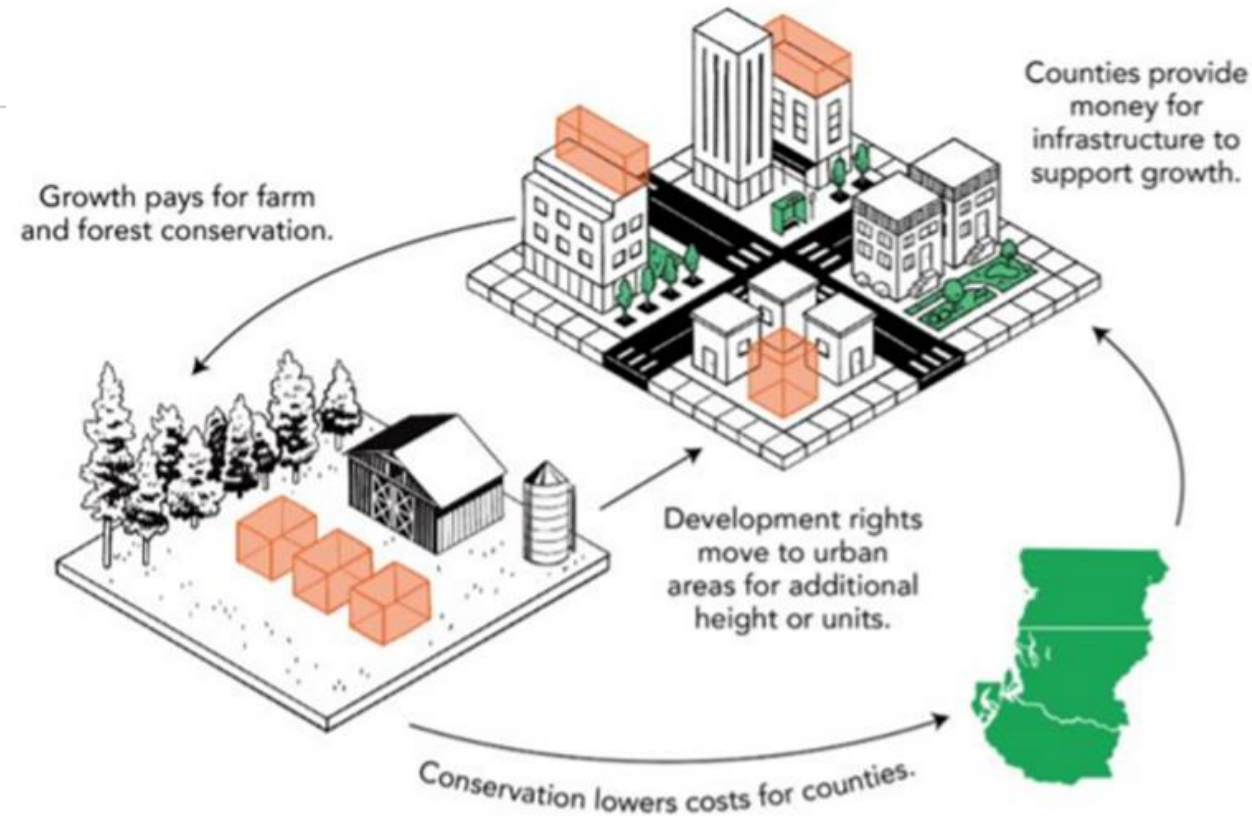 Counties provide
money for
infrastructure to
support growth.
Growth pays for farm
and forest conservation.
Development rights
move to urban
areas for additional
height or units.
Conservation lowers costs for counties.